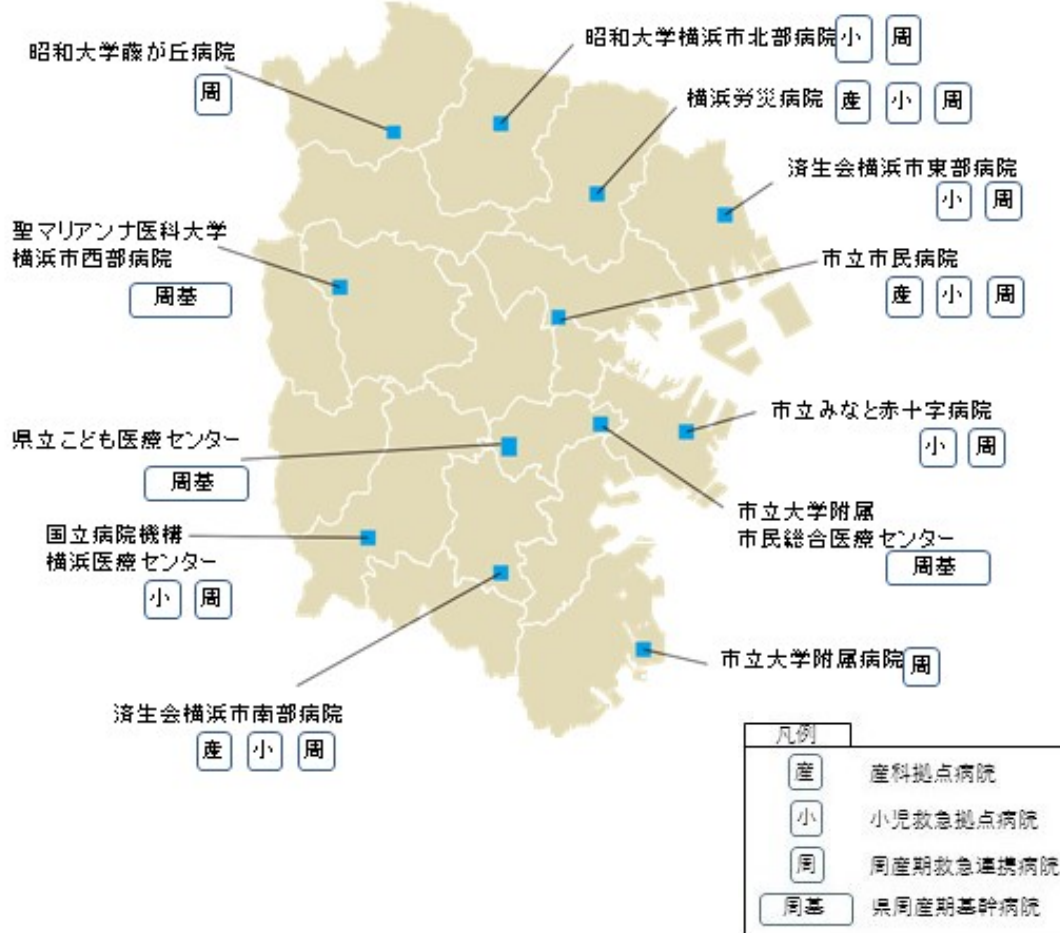 昭和大学藤が丘病院
周
昭和大学横浜市北部病院 小 周
横浜労災病院 産 小 周
済生会横浜市東部病院
小 周
聖マリアンナ医科大学
横浜市西部病院
周基
市立市民病院
産 小 周
県立こども医療センター
周基
市立みなと赤十字病院
小 周
国立病院機構
横浜医療センター
小 周
市立大学附属
市民総合医療センター
周基
市立大学附属病院 周
済生会横浜市南部病院
産 小 周
凡例
産 産科拠点病院
小 小児救急拠点病院
周 周産期救急連携病院
周基 県周産期基幹病院